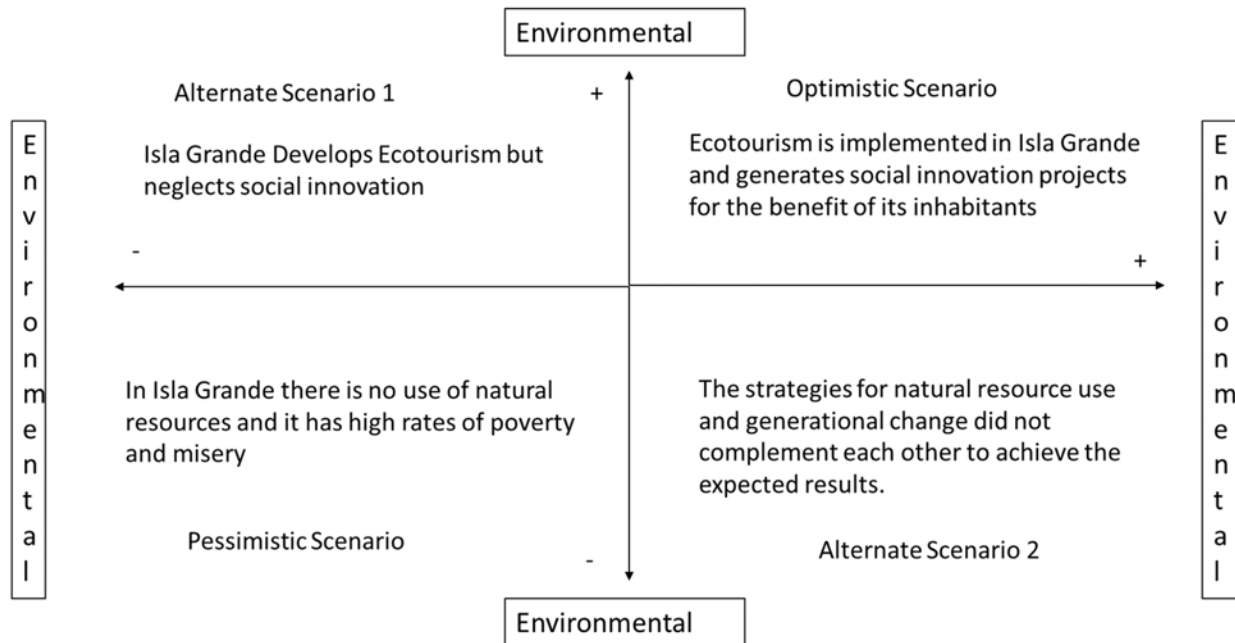 Environmental
Alternate Scenario 1
+
Optimistic Scenario
Environmental
Isla Grande Develops Ecotourism but
neglects social innovation
Ecotourism is implemented in Isla Grande
and generates social innovation projects
for the benefit of its inhabitants
Environmental
-
+
In Isla Grande there is no use of natural
resources and it has high rates of poverty
and misery
The strategies for natural resource use
and generational change did not
complement each other to achieve the
expected results.
Pessimistic Scenario
-
Alternate Scenario 2
Environmental